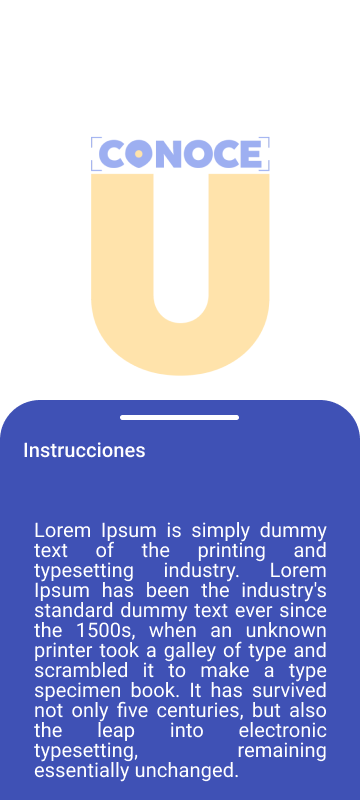 CONOCE
U
Instrucciones
Lorem Ipsum is simply dummy
text of the printing and
typesetting industry. Lorem
Ipsum has been the industry's
standard dummy text ever since
the 1500s, when an unknown
printer took a galley of type and
scrambled it to make a type
specimen book. It has survived
not only five centuries, but also
the leap into electronic
typesetting, remaining
essentially unchanged.